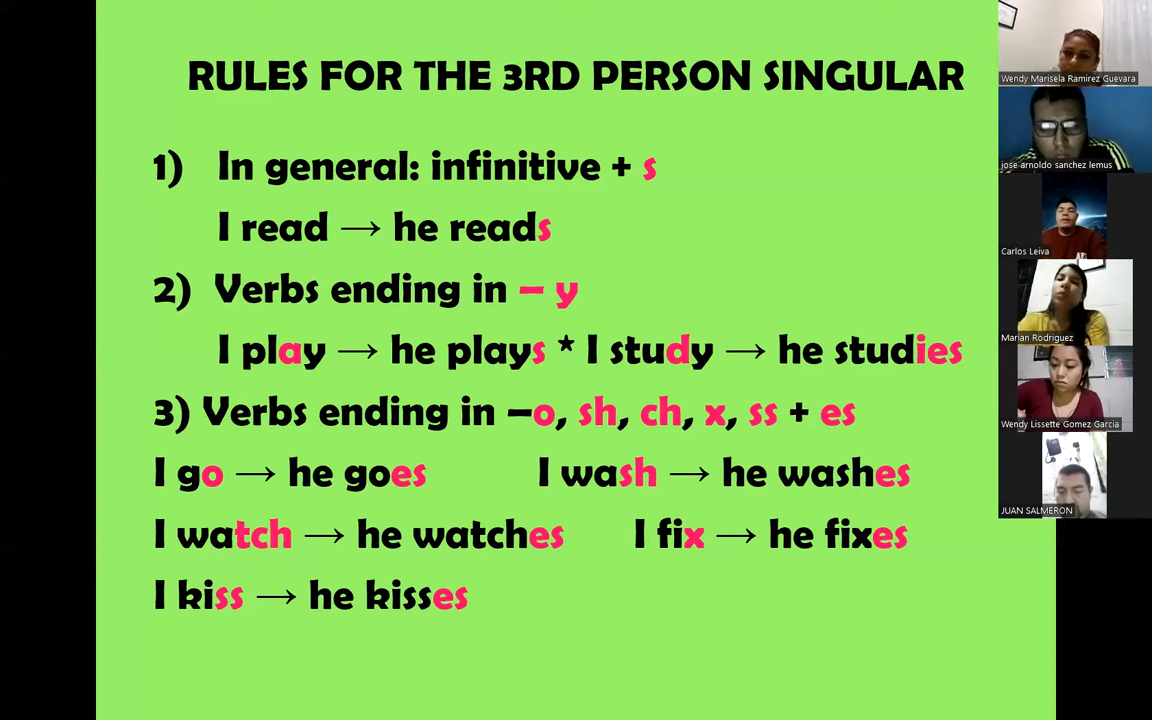 RULES FOR THE 3RD PERSON SINGULAR
1) In general: infinitive + s
I read → he reads
2) Verbs ending in – y
I play → he plays * I study → he studies
3) Verbs ending in –o, sh, ch, x, ss + es
I go → he goes I wash → he washes
I watch → he watches I fix → he fixes
I kiss → he kisses
Wendy Marisela Ramirez Guevara
jose arnoldo sanchez lemus
Carlos Leiva
Marian Rodriguez
Wendy Lissette Gomez Garcia
JUAN SALMERON